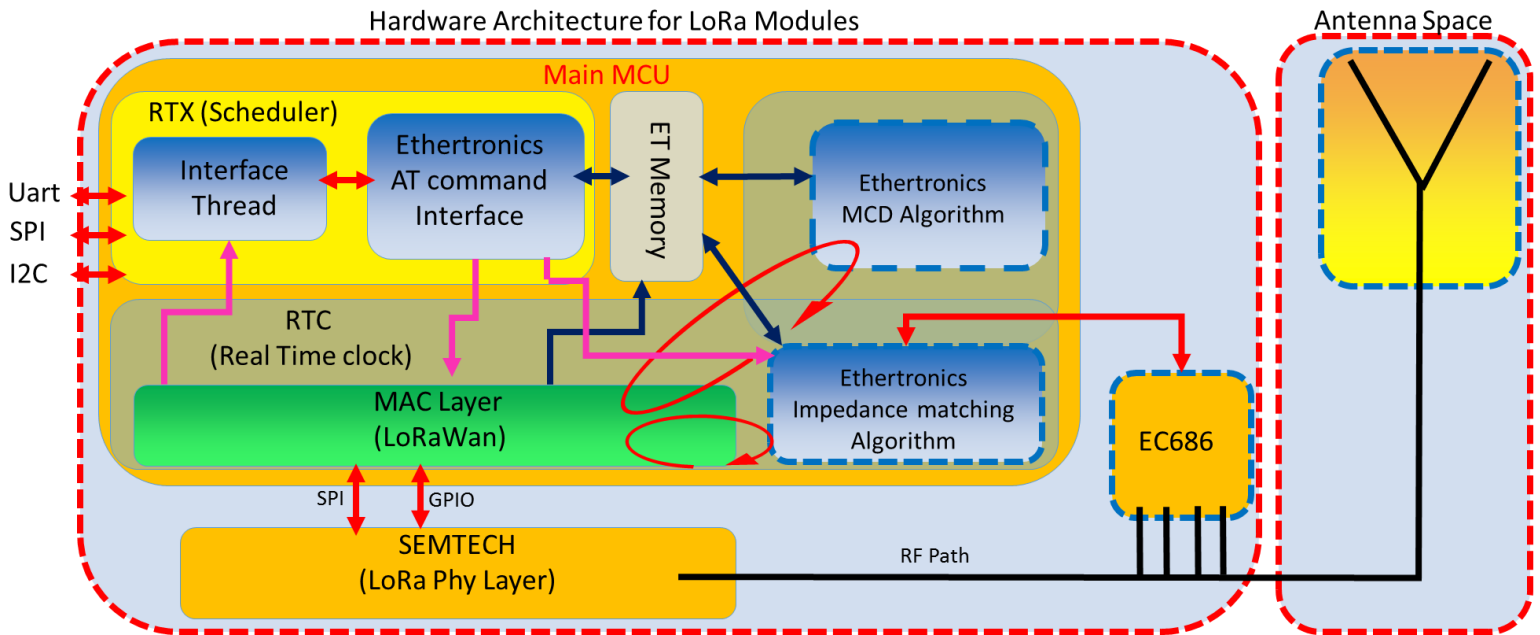 Hardware Architecture for LoRa Modules
Antenna Space
Main MCU
RTX (Scheduler)
Interface
Thread
Ethertronics
AT command
Interface
ET Memory
Ethertronics
MCD Algorithm
Uart
SPI
I2C
RTC
(Real Time clock)
MAC Layer
(LoRaWan)
Ethertronics
Impedance matching
Algorithm
EC686
SPI
GPIO
SEMTECH
(LoRa Phy Layer)
RF Path